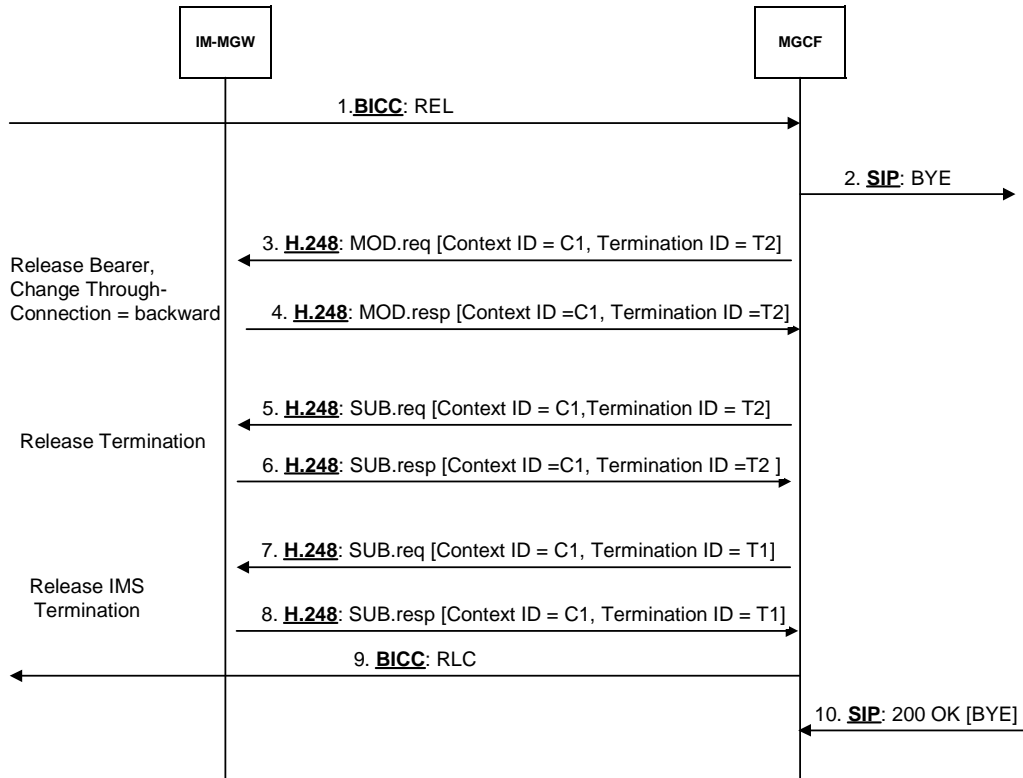 IM-MGW
MGCF
1.BICC: REL
2. SIP: BYE
3. H.248: MOD.req [Context ID = C1, Termination ID = T2]
Release Bearer,
Change Through-
Connection = backward
4. H.248: MOD.resp [Context ID =C1, Termination ID =T2]
5. H.248: SUB.req [Context ID = C1,Termination ID = T2]
Release Termination
6. H.248: SUB.resp [Context ID =C1, Termination ID =T2 ]
7. H.248: SUB.req [Context ID = C1, Termination ID = T1]
Release IMS
Termination
8. H.248: SUB.resp [Context ID = C1, Termination ID = T1]
9. BICC: RLC
10. SIP: 200 OK [BYE]